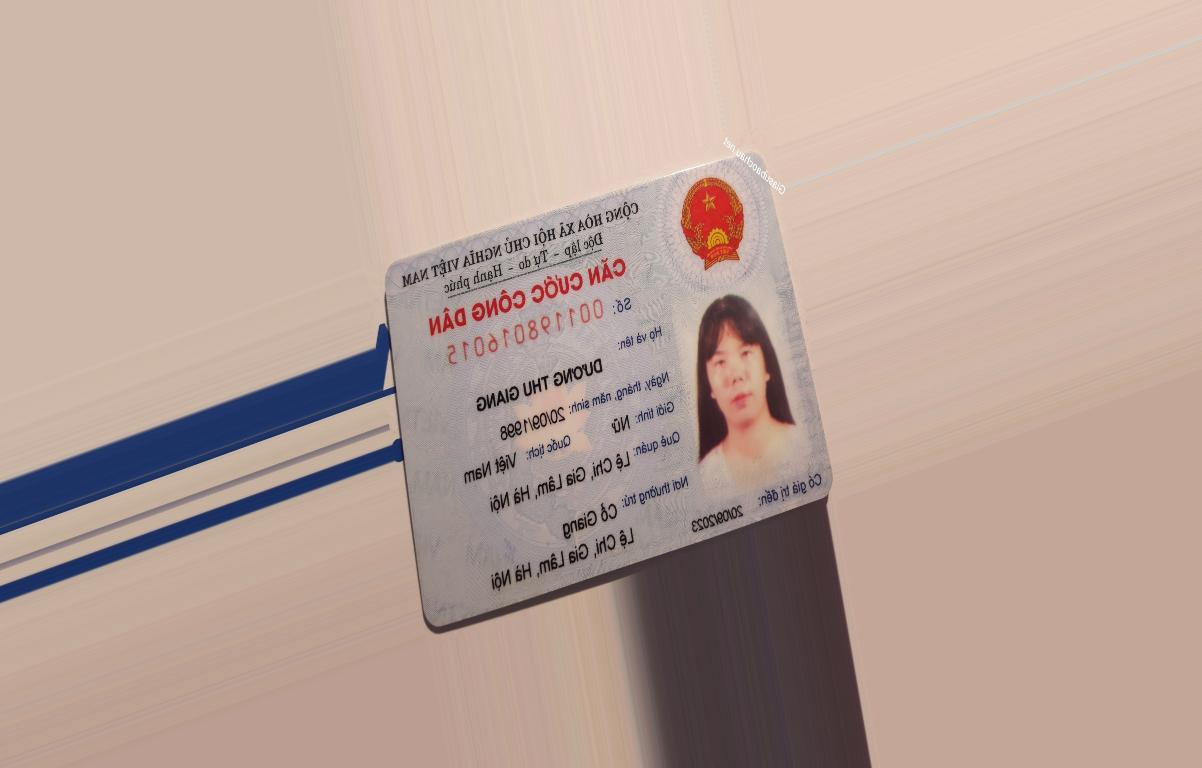 Giasubaochau.net
CỘNG HÒA XÃ HỘI CHỦ NGHĨA VIỆT NAM
Độc lập - Tự do - Hạnh phúc
CĂN CƯỚC CÔNG DÂN
Số: 001198016015
Họ và tên:
DƯƠNG THU GIANG
Ngày, tháng, năm sinh: 20/09/1998
Giới tính: Nữ Quốc tịch: Việt Nam
Quê quán: Lệ Chi, Gia Lâm, Hà Nội
Nơi thường trú: Cổ Giang
Lệ Chi, Gia Lâm, Hà Nội
Có giá trị đến: 20/09/2023